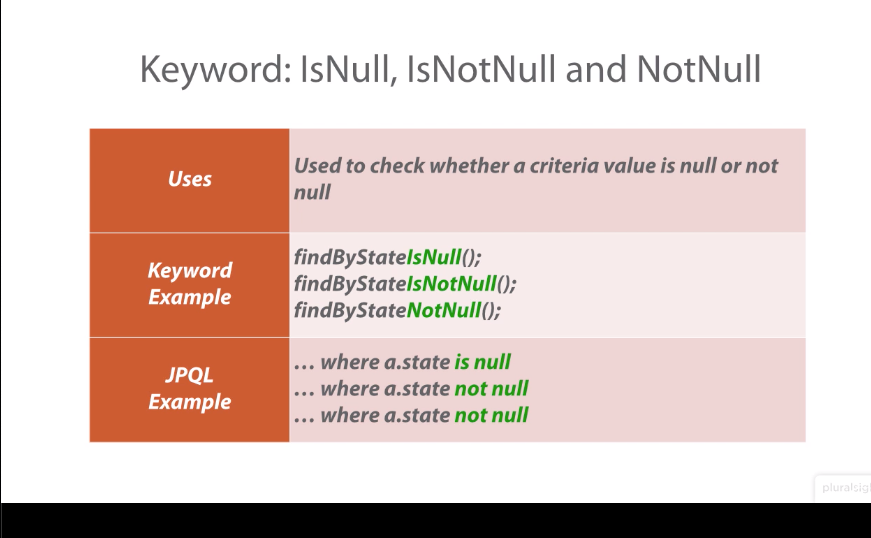 Keyword: IsNull, IsNotNull and NotNull
Uses
Used to check whether a criteria value is null or not
null
Keyword
Example
findByStateIsNull();
findByStateIsNotNull();
findByStateNotNull();
JPQL
Example
... where a.state is null
... where a.state not null
... where a.state not null
pluralsig